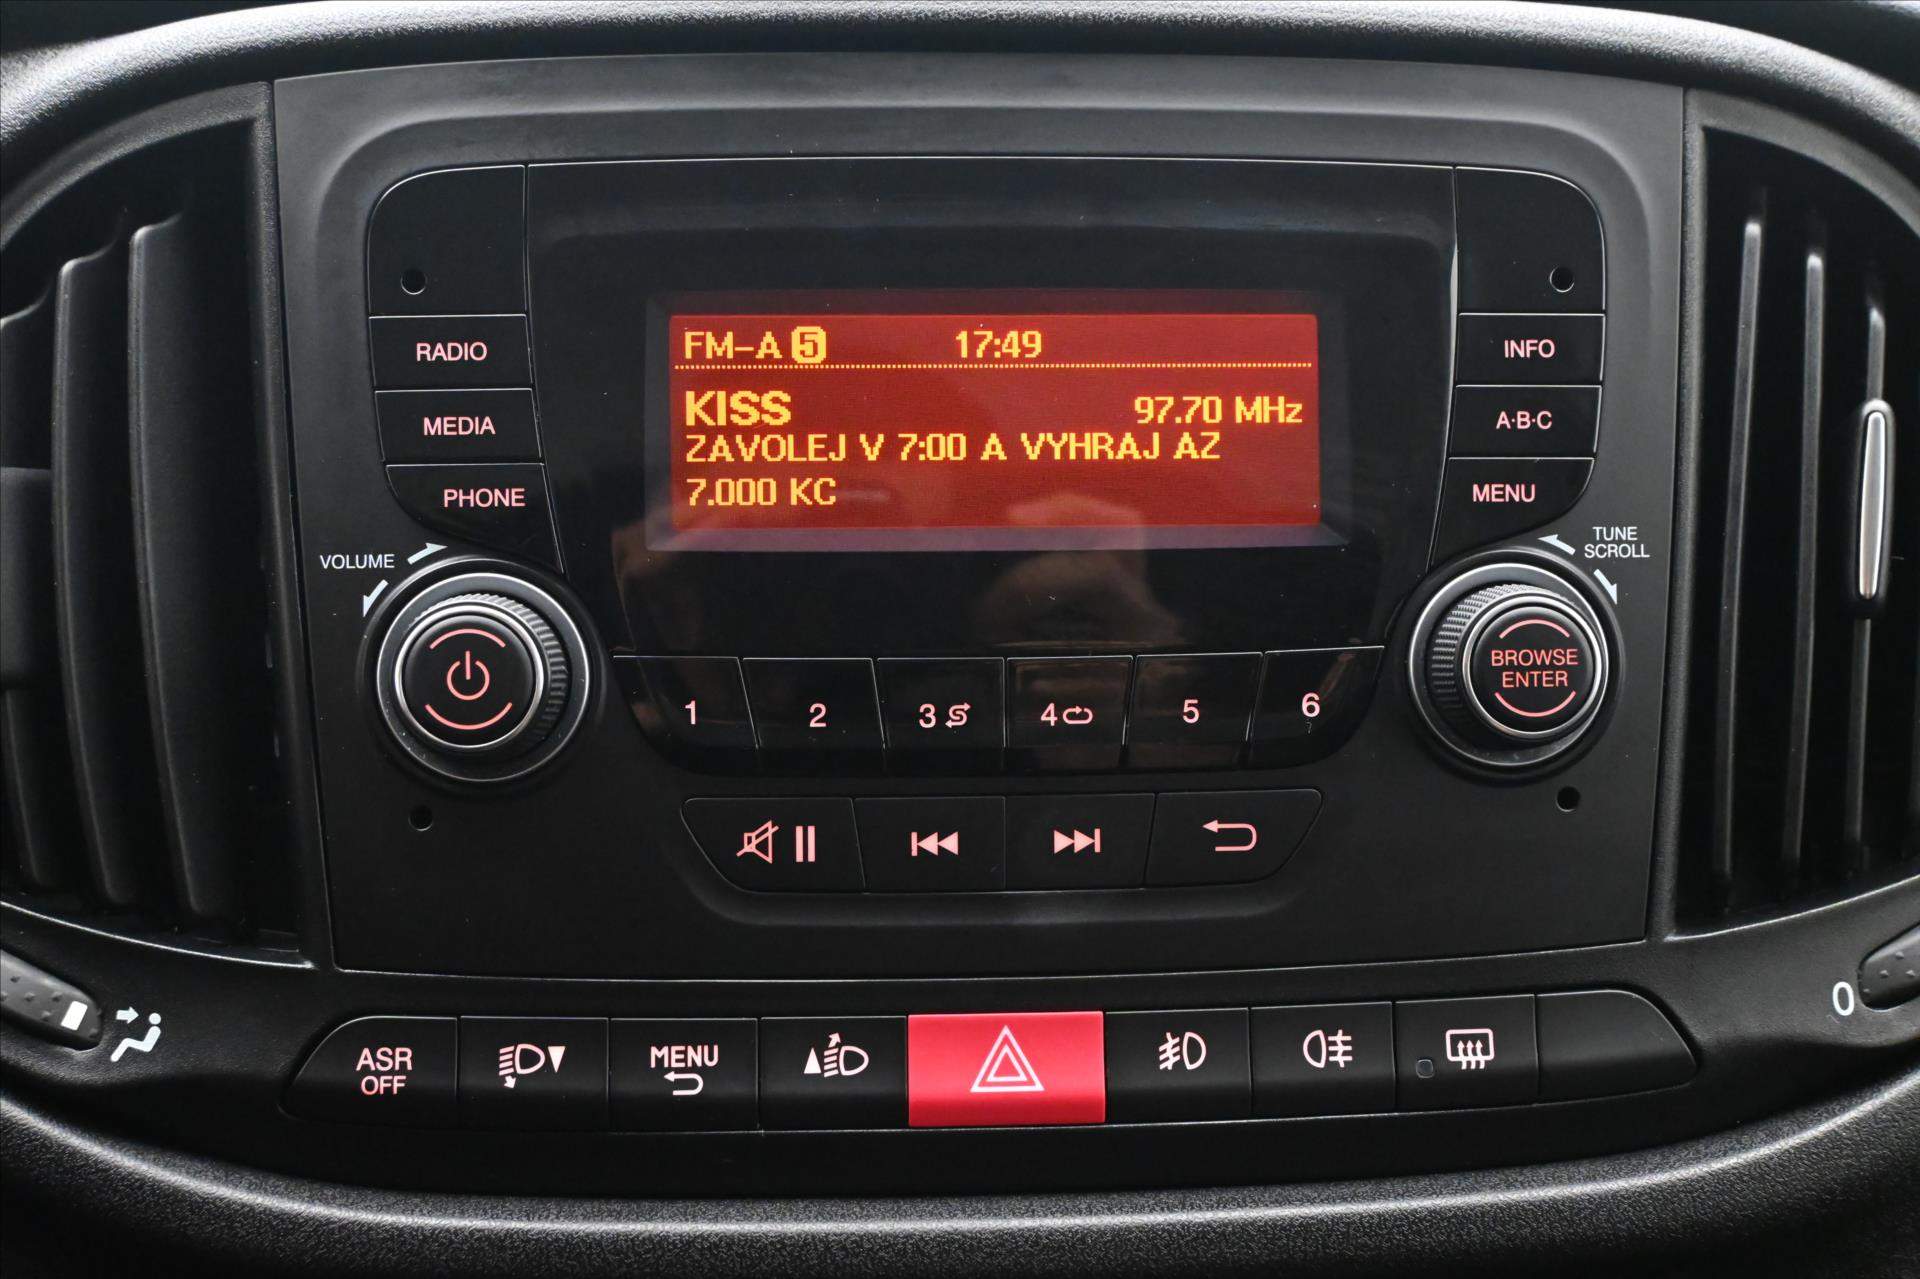 FM-A 5 17:49
KISS 97.70 MHz
ZAVOLEJ V 7:00 A VYHRAJ AZ
7.000 KC
RADIO
MEDIA
PHONE
INFO
A·B·C
MENU
VOLUME
TUNE
SCROLL
BROWSE
ENTER
1 2 3 4 5 6
ASR
OFF
MENU
0